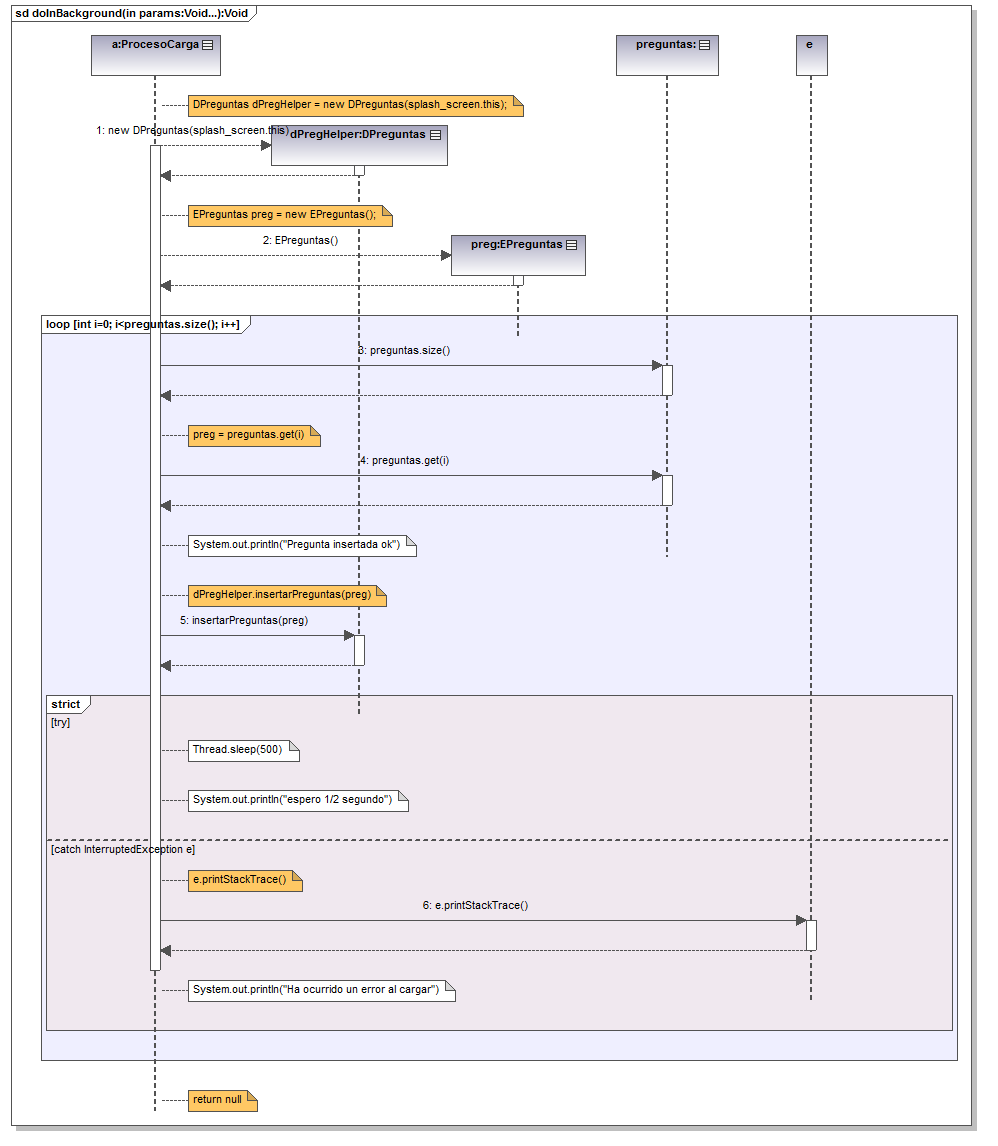 sd doInBackground(in params:Void...):Void
a:ProcesoCarga
preguntas:
e
DPreguntas dPregHelper = new DPreguntas(splash_screen.this);
1: new DPreguntas(splash_screen.this)
dPregHelper:DPreguntas
EPreguntas preg = new EPreguntas();
2: EPreguntas()
preg:EPreguntas
loop [int i=0; i<preguntas.size(); i++]
3: preguntas.size()
preg = preguntas.get(i)
4: preguntas.get(i)
System.out.println("Pregunta insertada ok")
dPregHelper.insertarPreguntas(preg)
5: insertarPreguntas(preg)
strict
[try]
Thread.sleep(500)
System.out.println("espero 1/2 segundo")
[catch InterruptedException e]
e.printStackTrace()
6: e.printStackTrace()
System.out.println("Ha ocurrido un error al cargar")
return null